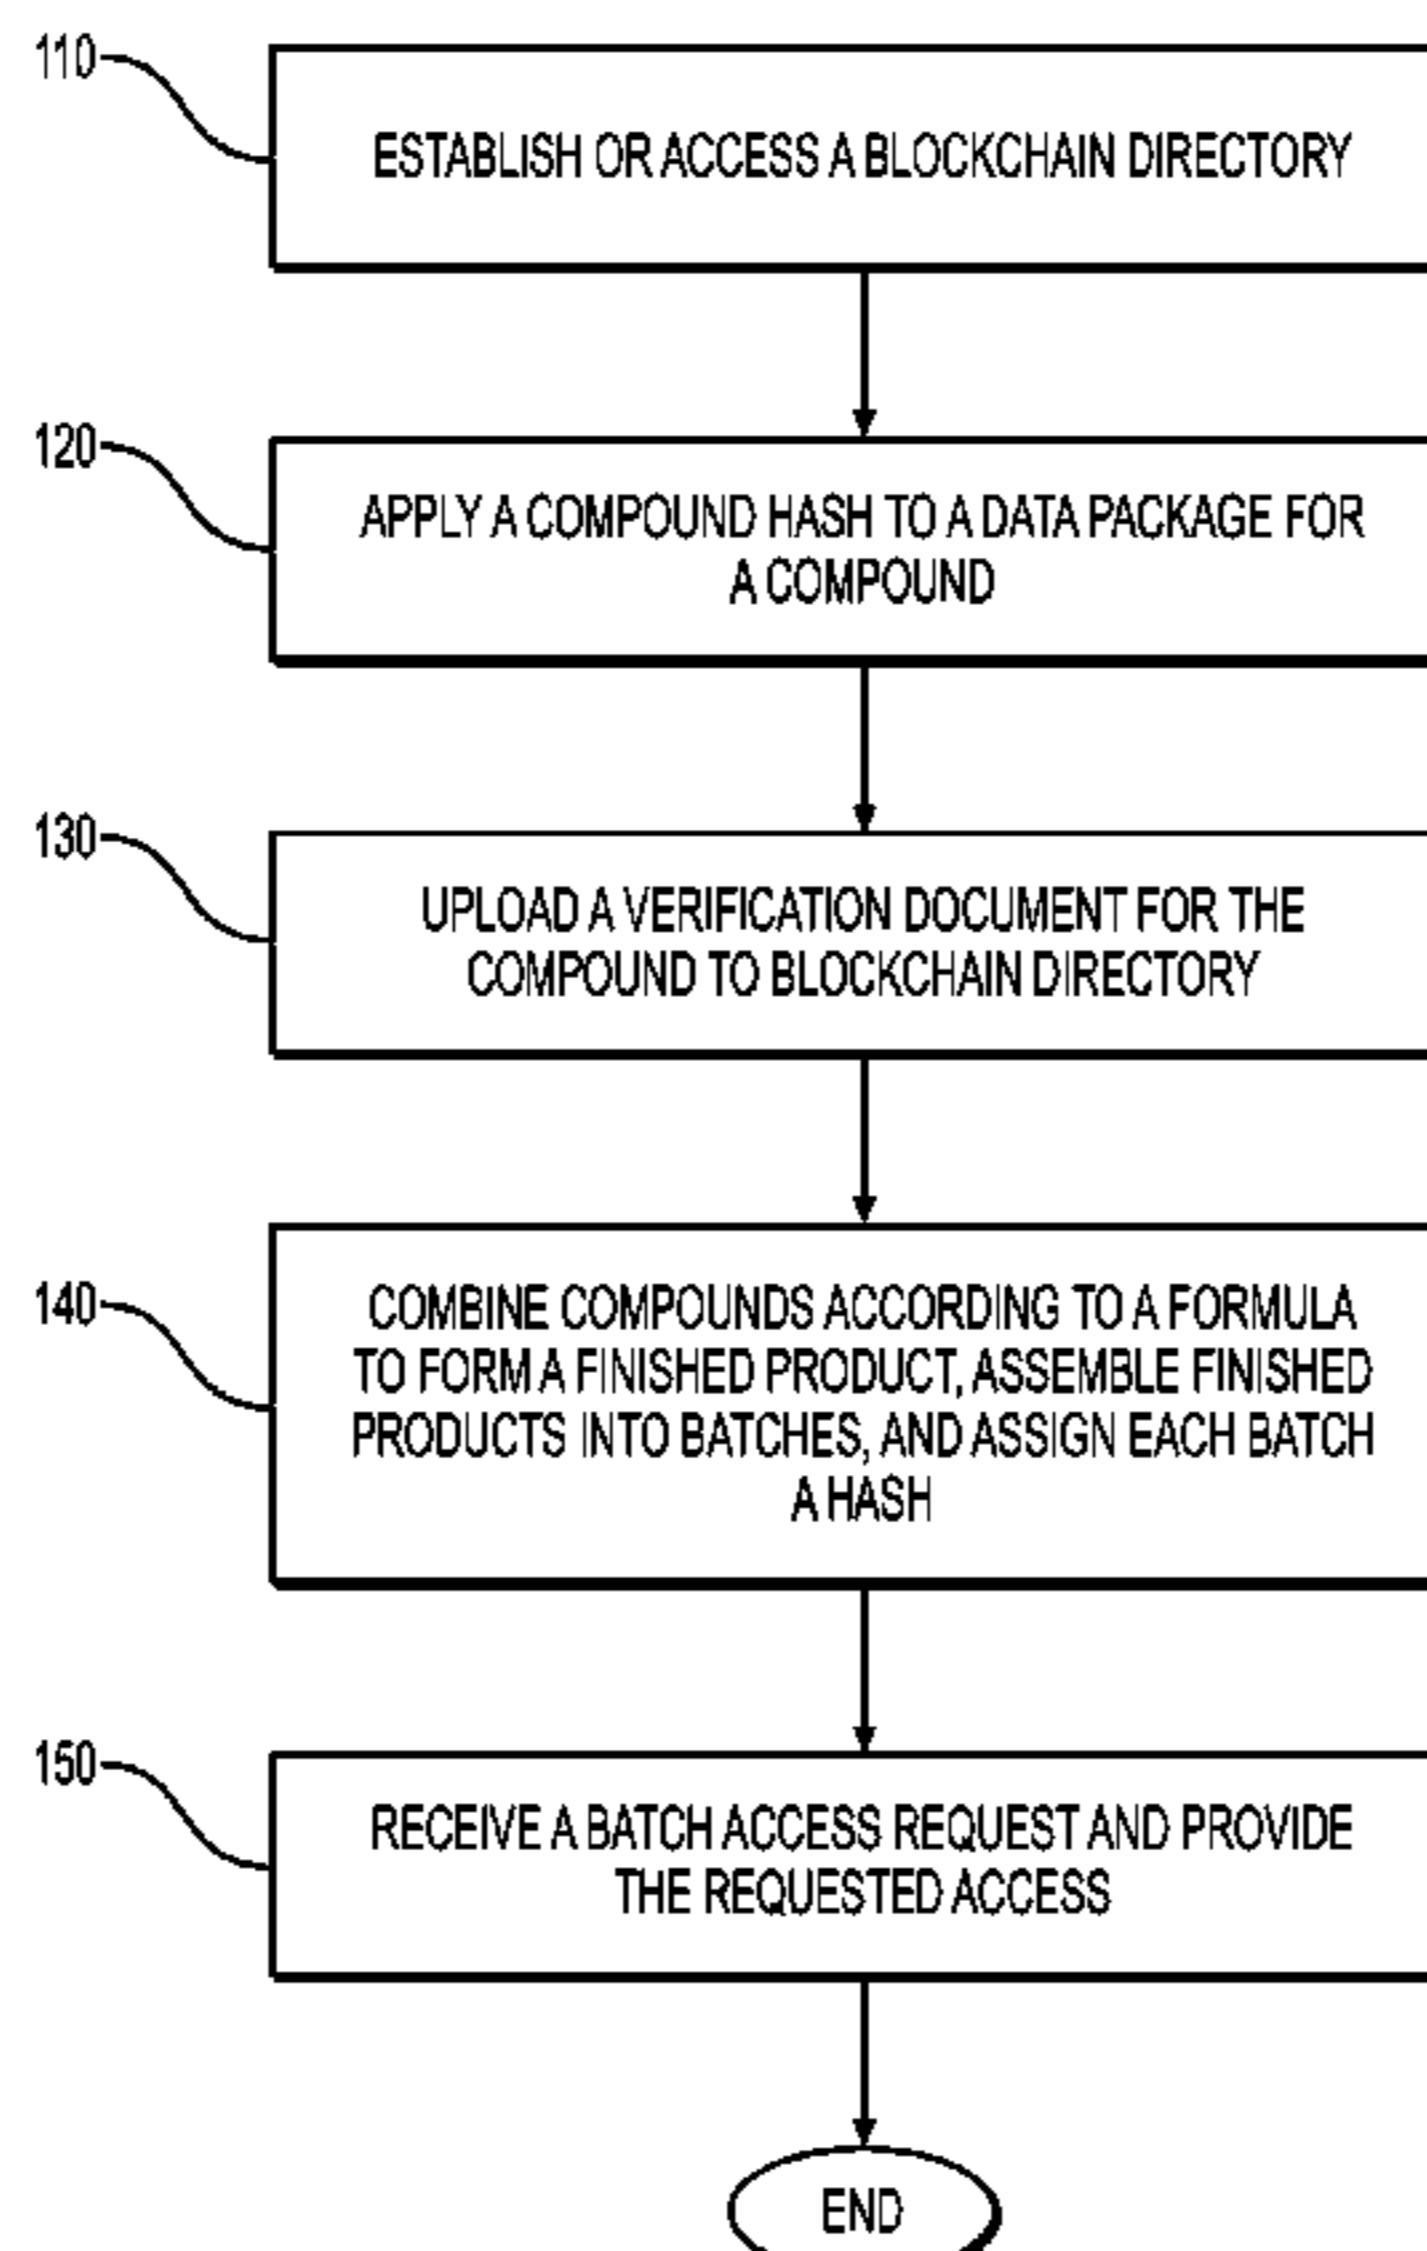 110
ESTABLISH OR ACCESS A BLOCKCHAIN DIRECTORY
120
APPLY A COMPOUND HASH TO A DATA PACKAGE FOR
A COMPOUND
130
UPLOAD A VERIFICATION DOCUMENT FOR THE
COMPOUND TO BLOCKCHAIN DIRECTORY
140
COMBINE COMPOUNDS ACCORDING TO A FORMULA
TO FORM A FINISHED PRODUCT, ASSEMBLE FINISHED
PRODUCTS INTO BATCHES, AND ASSIGN EACH BATCH
A HASH
150
RECEIVE A BATCH ACCESS REQUEST AND PROVIDE
THE REQUESTED ACCESS
END